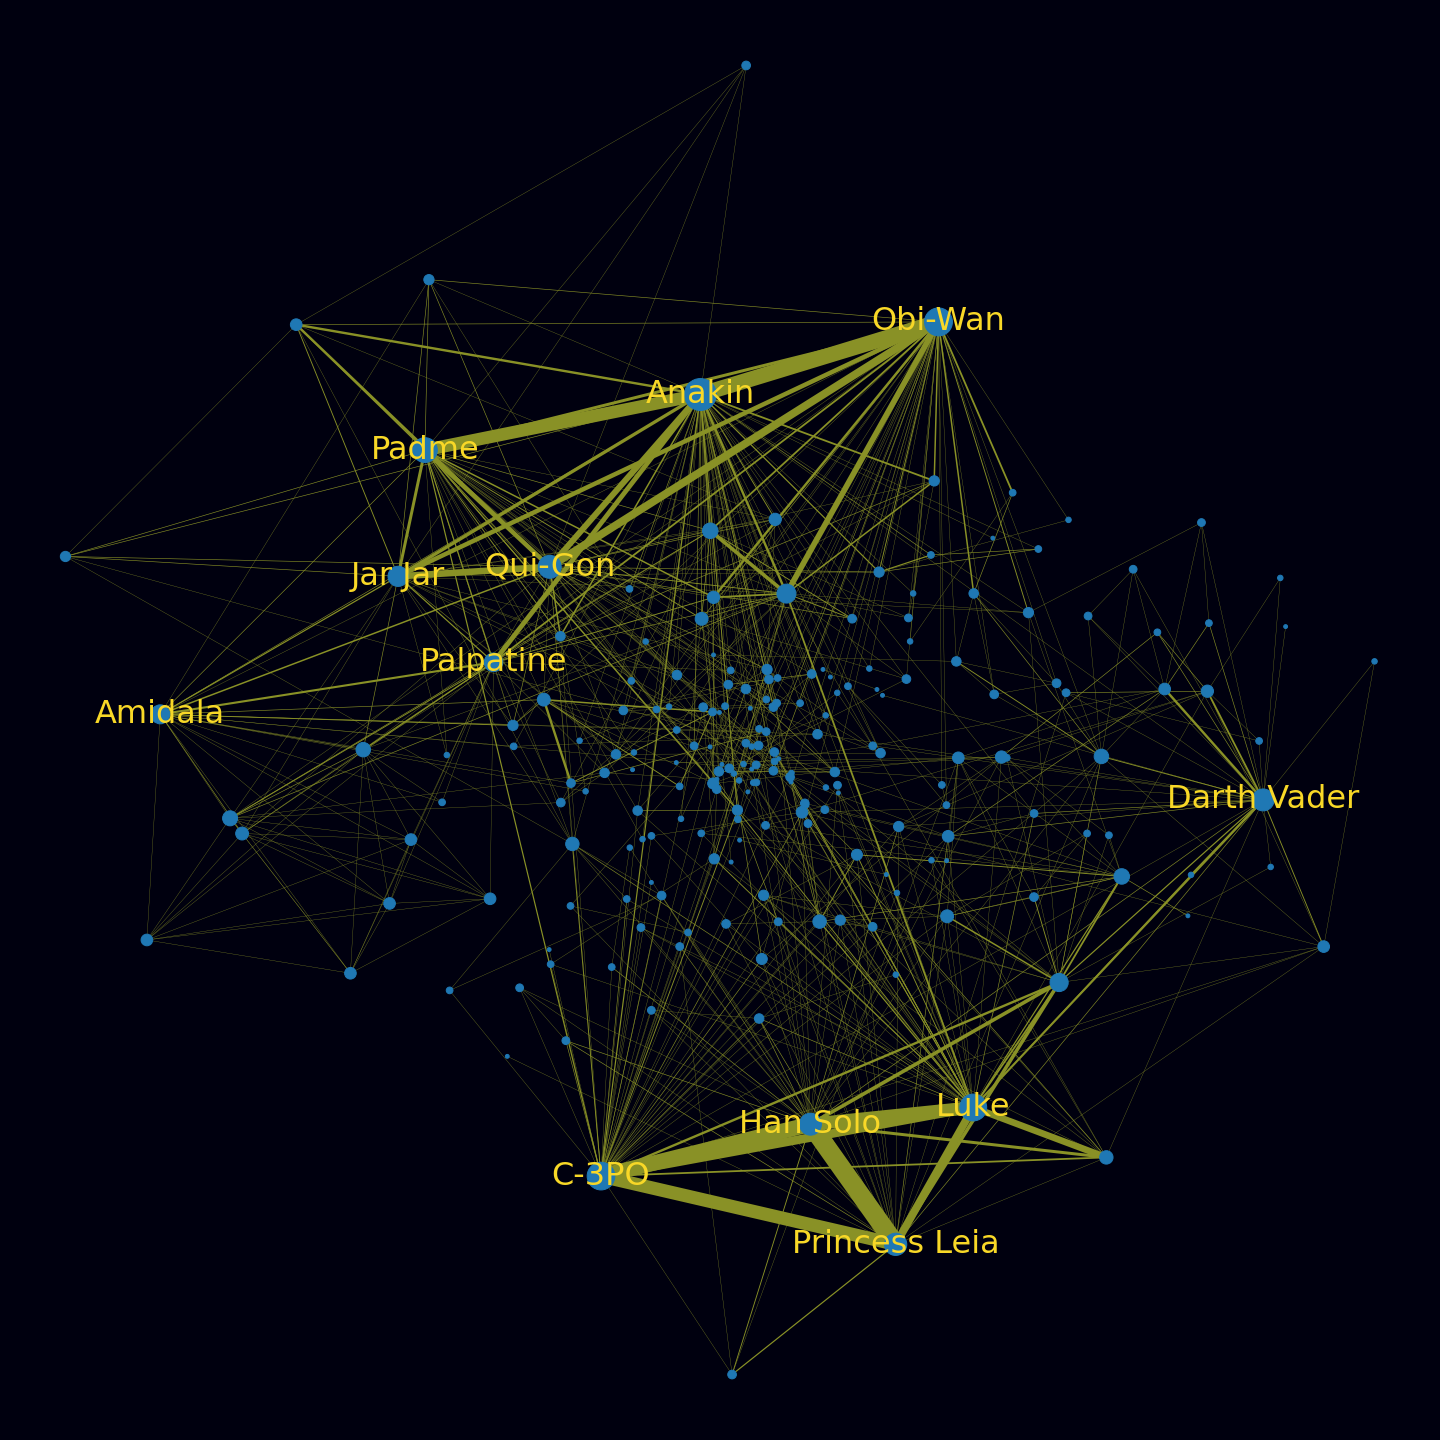 Obi-Wan
Anakin
Padme
Qui-Gon
Jar Jar
Palpatine
Amidala
Darth Vader
Luke
Han Solo
C-3PO
Princess Leia